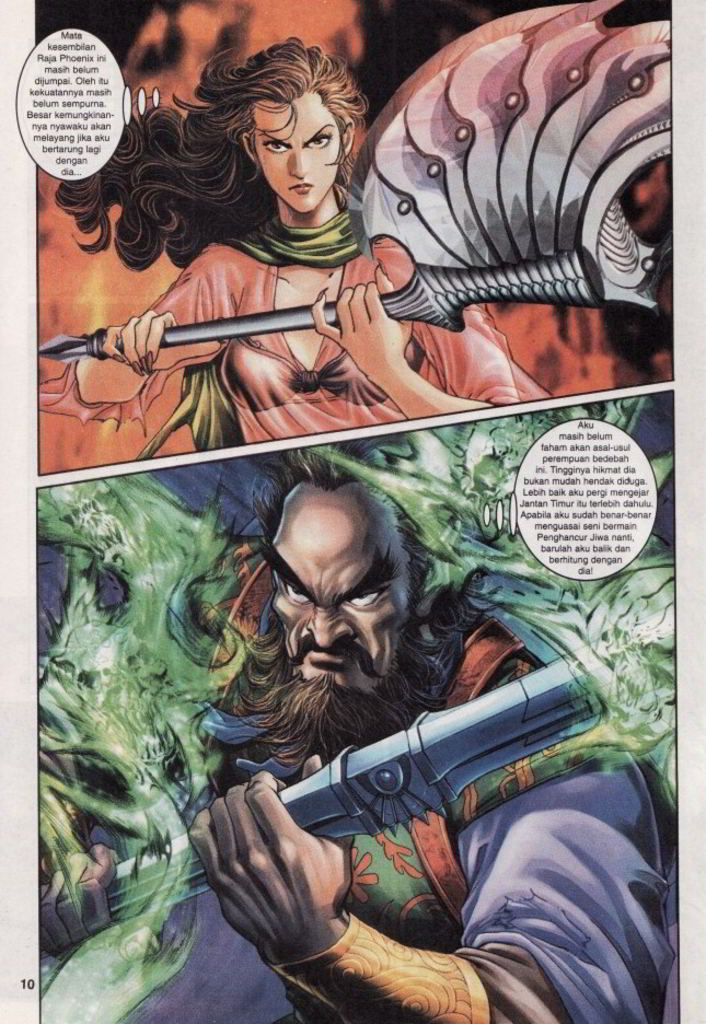 Mata
kesembilan
Raja Phoenix ini
masih belum
dijumpai. Oleh itu
kekuatannya masih
belum sempurna.
Besar kemungkinan-
nya nyawaku akan
melayang jika aku
bertarung lagi
dengan
dia...
Aku
masih belum
faham akan asal-usul
perempuan bedebah
ini. Tingginya hikmat dia
bukan mudah hendak diduga.
Lebih baik aku pergi mengejar
Jantan Timur itu terlebih dahulu.
Apabila aku sudah benar-benar
menguasai seni bermain
Penghancur Jiwa nanti,
barulah aku balik dan
berhitung dengan
dia!
10